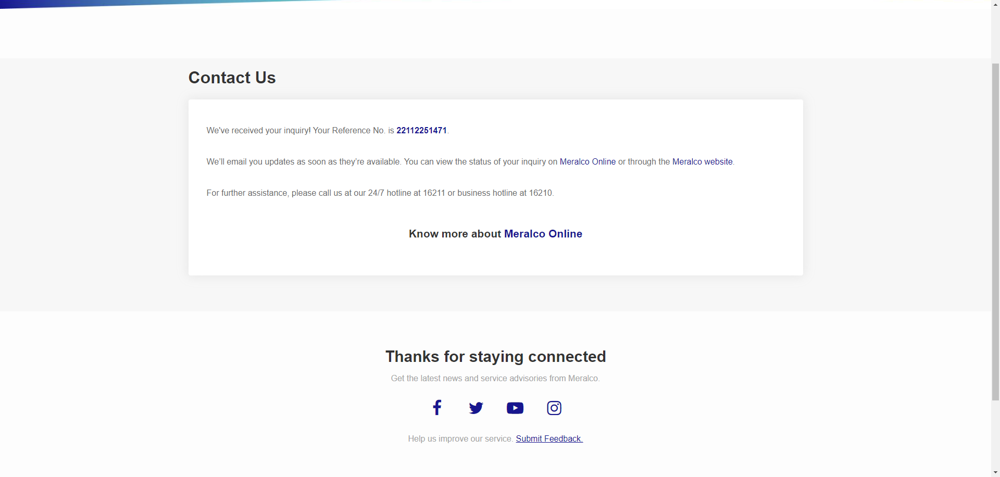 Contact Us
We've received your inquiry! Your Reference No. is 22112251471.
We’ll email you updates as soon as they’re available. You can view the status of your inquiry on Meralco Online or through the Meralco website.
For further assistance, please call us at our 24/7 hotline at 16211 or business hotline at 16210.
Know more about Meralco Online
Thanks for staying connected
Get the latest news and service advisories from Meralco.
Help us improve our service. Submit Feedback.